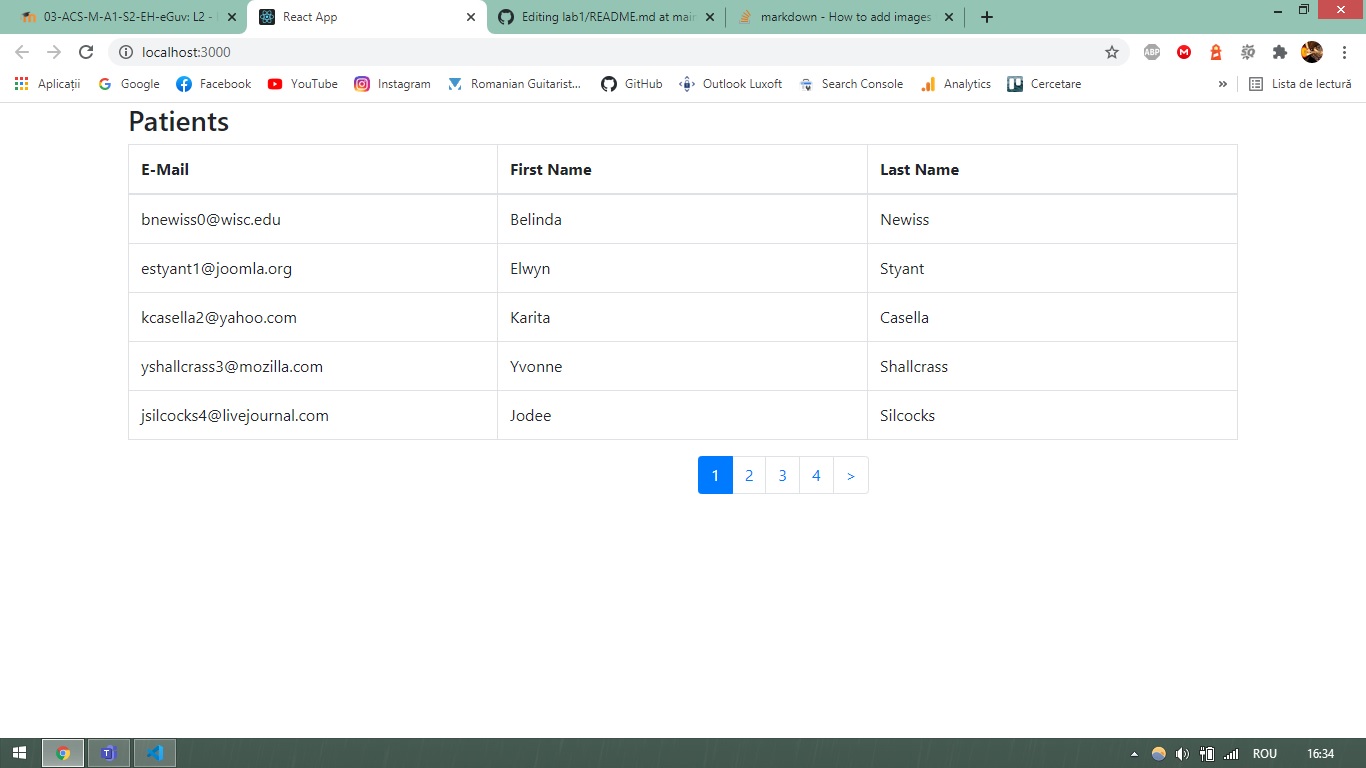 03-ACS-M-A1-S2-EH-eGuv: L2 -
React App
Editing lab1/README.md at mair
markdown - How to add images
localhost:3000
ABP
Aplicații Google Facebook YouTube Instagram Romanian Guitarist... GitHub Outlook Luxoft Search Console Analytics Cercetare » Lista de lectură
Patients
E-Mail First Name Last Name
bnewiss0@wisc.edu Belinda Newiss
estyant1@joomla.org Elwyn Styant
kcasella2@yahoo.com Karita Casella
yshallcrass3@mozilla.com Yvonne Shallcrass
jsilcocks4@livejournal.com Jodee Silcocks
1 2 3 4 >
ROU 16:34